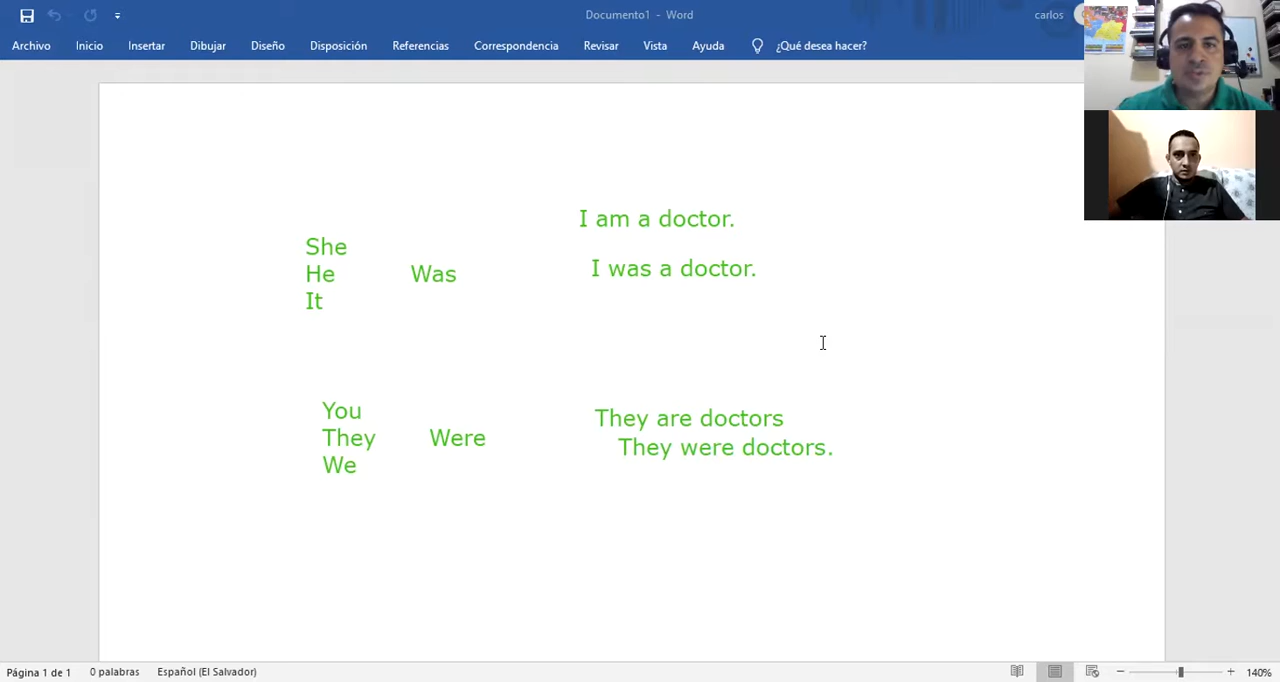 Documento1 - Word
carlos
Archivo Inicio Insertar Dibujar Diseño Disposición Referencias Correspondencia Revisar Vista Ayuda ¿Qué desea hacer?
I am a doctor.
She
He Was
I was a doctor.
It
You
They Were
We
They are doctors
They were doctors.
Página 1 de 1 0 palabras Español (El Salvador) 140%